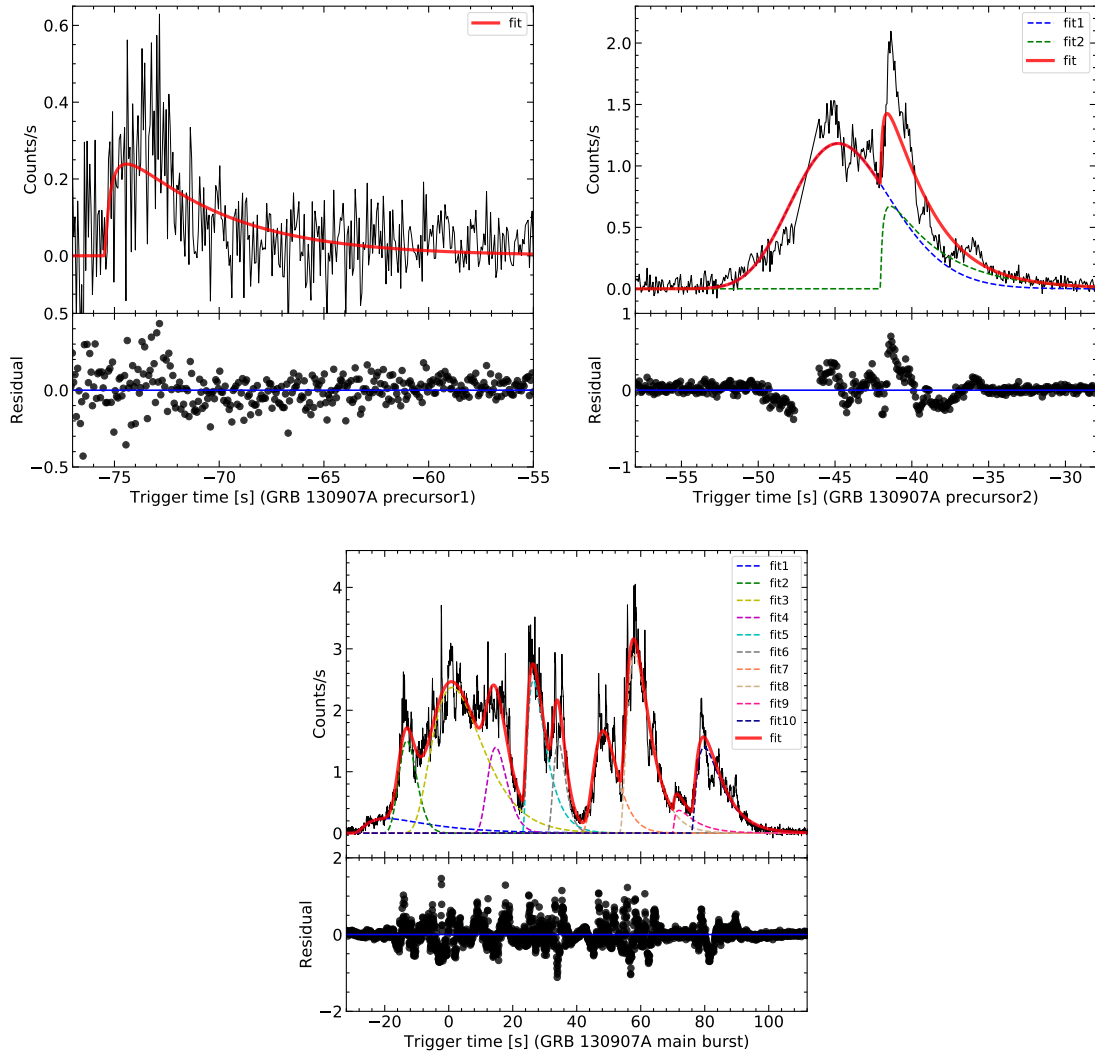 fit
Counts/s
0.6
0.4
0.2
0.0
Residual
0.5
0.0
−0.5
−75 −70 −65 −60 −55
Trigger time [s] (GRB 130907A precursor1)
fit1
fit2
fit
Counts/s
2.0
1.5
1.0
0.5
0.0
Residual
1
0
−1
−55 −50 −45 −40 −35 −30
Trigger time [s] (GRB 130907A precursor2)
fit1
fit2
fit3
fit4
fit5
fit6
fit7
fit8
fit9
fit10
fit
Counts/s
4
3
2
1
0
Residual
2
0
−2
−20 0 20 40 60 80 100
Trigger time [s] (GRB 130907A main burst)